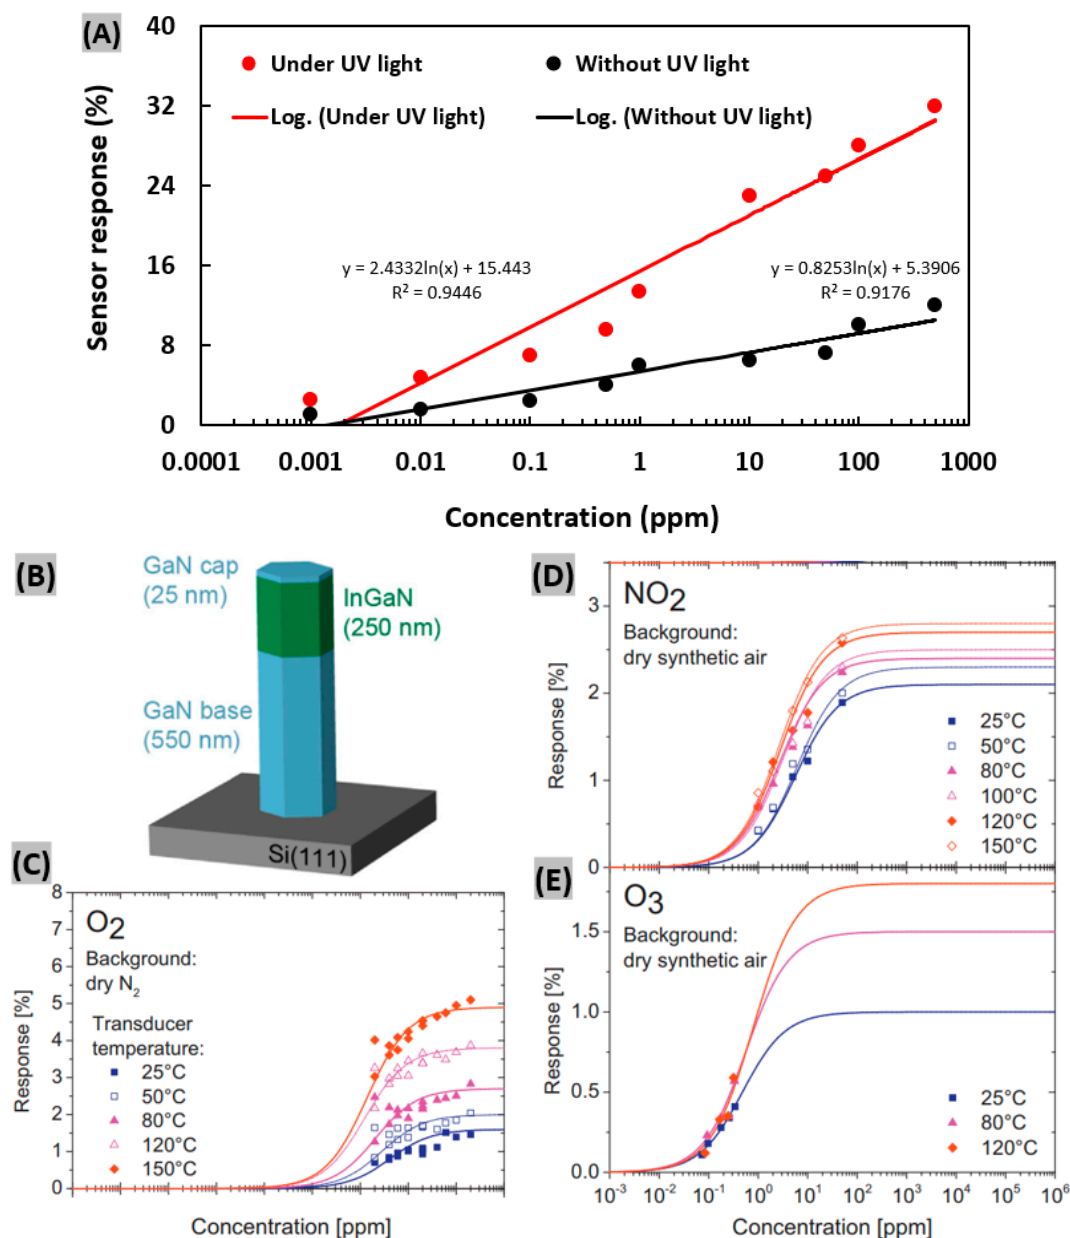 (A)
40
32
24
16
8
0
Sensor response (%)
Under UV light
Without UV light
Log. (Under UV light)
Log. (Without UV light)
y = 2.4332ln(x) + 15.443
R² = 0.9446
y = 0.8253ln(x) + 5.3906
R² = 0.9176
0.0001 0.001 0.01 0.1 1 10 100 1000
Concentration (ppm)
(B)
GaN cap
(25 nm)
InGaN
(250 nm)
GaN base
(550 nm)
Si(111)
(C)
8
7
6
5
4
3
2
1
0
Response [%]
O₂
Background:
dry N₂
Transducer
temperature:
25°C
50°C
80°C
120°C
150°C
Concentration [ppm]
(D)
3
2
1
0
Response [%]
NO₂
Background:
dry synthetic air
25°C
50°C
80°C
100°C
120°C
150°C
(E)
1.5
1.0
0.5
0.0
Response [%]
O₃
Background:
dry synthetic air
25°C
80°C
120°C
10⁻³ 10⁻² 10⁻¹ 10⁰ 10¹ 10² 10³ 10⁴ 10⁵ 10⁶
Concentration [ppm]